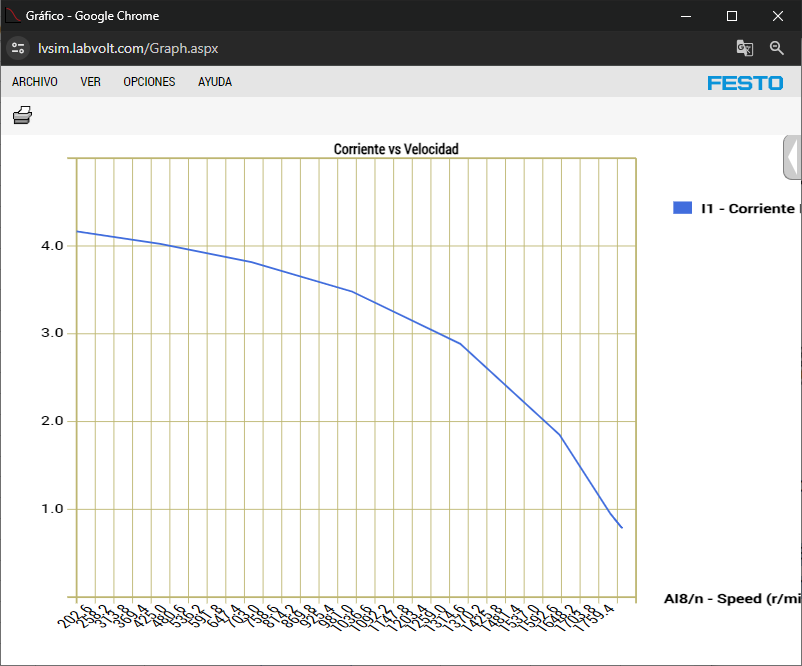 Gráfico - Google Chrome
lvsim.labvolt.com/Graph.aspx
ARCHIVO VER OPCIONES AYUDA
FESTO
Corriente vs Velocidad
I1 - Corriente
4.0
3.0
2.0
1.0
202.6 258.2 313.8 369.4 425.0 480.6 536.2 591.8 647.4 703.0 758.6 814.2 869.8 925.4 981.0 1036.6 1092.2 1147.8 1203.4 1259.0 1314.6 1370.2 1425.8 1481.4 1537.0 1592.6 1648.2 1703.8 1759.4
AI8/n - Speed (r/mi